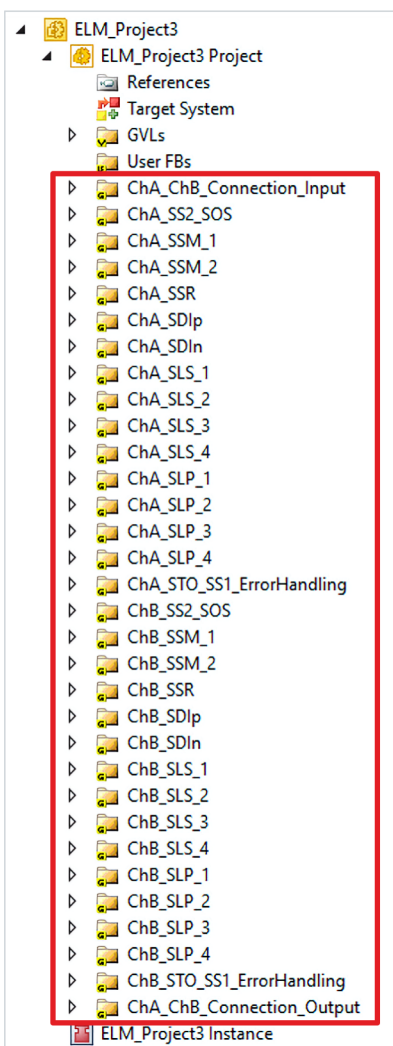 ELM_Project3
ELM_Project3 Project
References
Target System
GVLs
User FBs
ChA_ChB_Connection_Input
ChA_SS2_SOS
ChA_SSM_1
ChA_SSM_2
ChA_SSR
ChA_SDIp
ChA_SDIn
ChA_SLS_1
ChA_SLS_2
ChA_SLS_3
ChA_SLS_4
ChA_SLP_1
ChA_SLP_2
ChA_SLP_3
ChA_SLP_4
ChA_STO_SS1_ErrorHandling
ChB_SS2_SOS
ChB_SSM_1
ChB_SSM_2
ChB_SSR
ChB_SDIp
ChB_SDIn
ChB_SLS_1
ChB_SLS_2
ChB_SLS_3
ChB_SLS_4
ChB_SLP_1
ChB_SLP_2
ChB_SLP_3
ChB_SLP_4
ChB_STO_SS1_ErrorHandling
ChA_ChB_Connection_Output
ELM_Project3 Instance